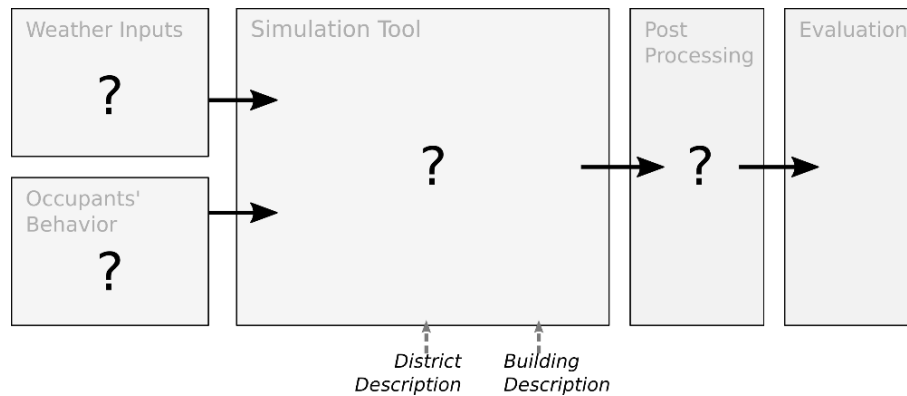 Weather Inputs
?
Occupants'
Behavior
?
Simulation Tool
?
District
Description
Building
Description
Post
Processing
?
Evaluation